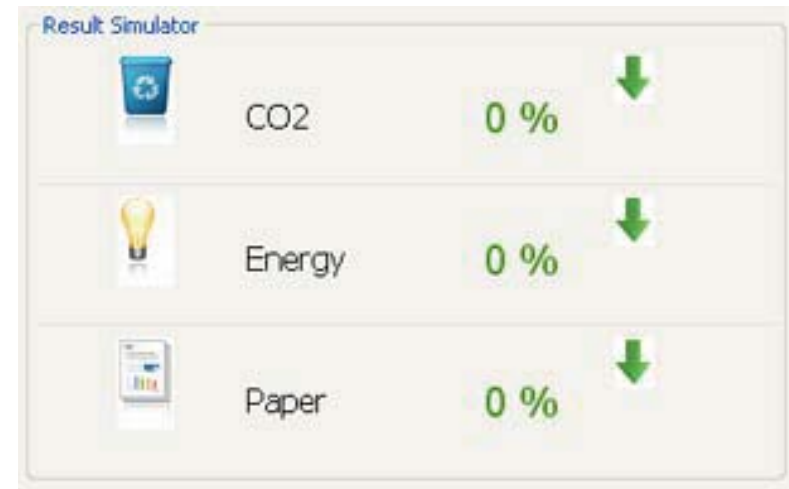 Result Simulator
CO2 0 %
Energy 0 %
Paper 0 %